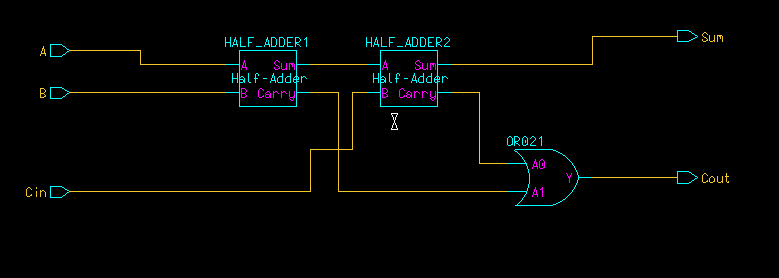 HALF_ADDER1 HALF_ADDER2
Sum
A
A Sum A Sum
Half-Adder Half-Adder
B
B Carry B Carry
OR021
A0
Y
Cout
Cin
A1